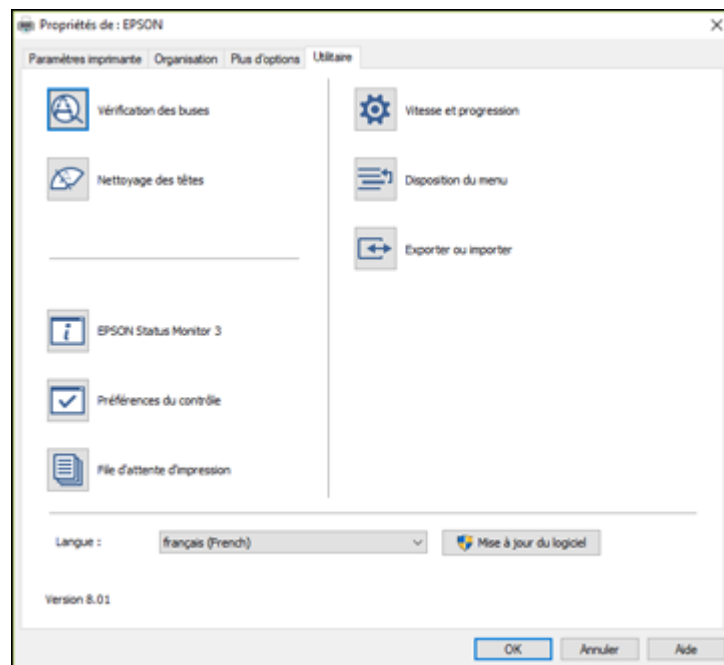 Propriétés de : EPSON
Paramètres imprimante Organisation Plus d'options Utilitaire
Vérification des buses
Nettoyage des têtes
EPSON Status Monitor 3
Préférences du contrôle
File d'attente d'impression
Vitesse et progression
Disposition du menu
Exporter ou importer
Langue : français (French) Mise à jour du logiciel
Version 8.01
OK Annuler Aide